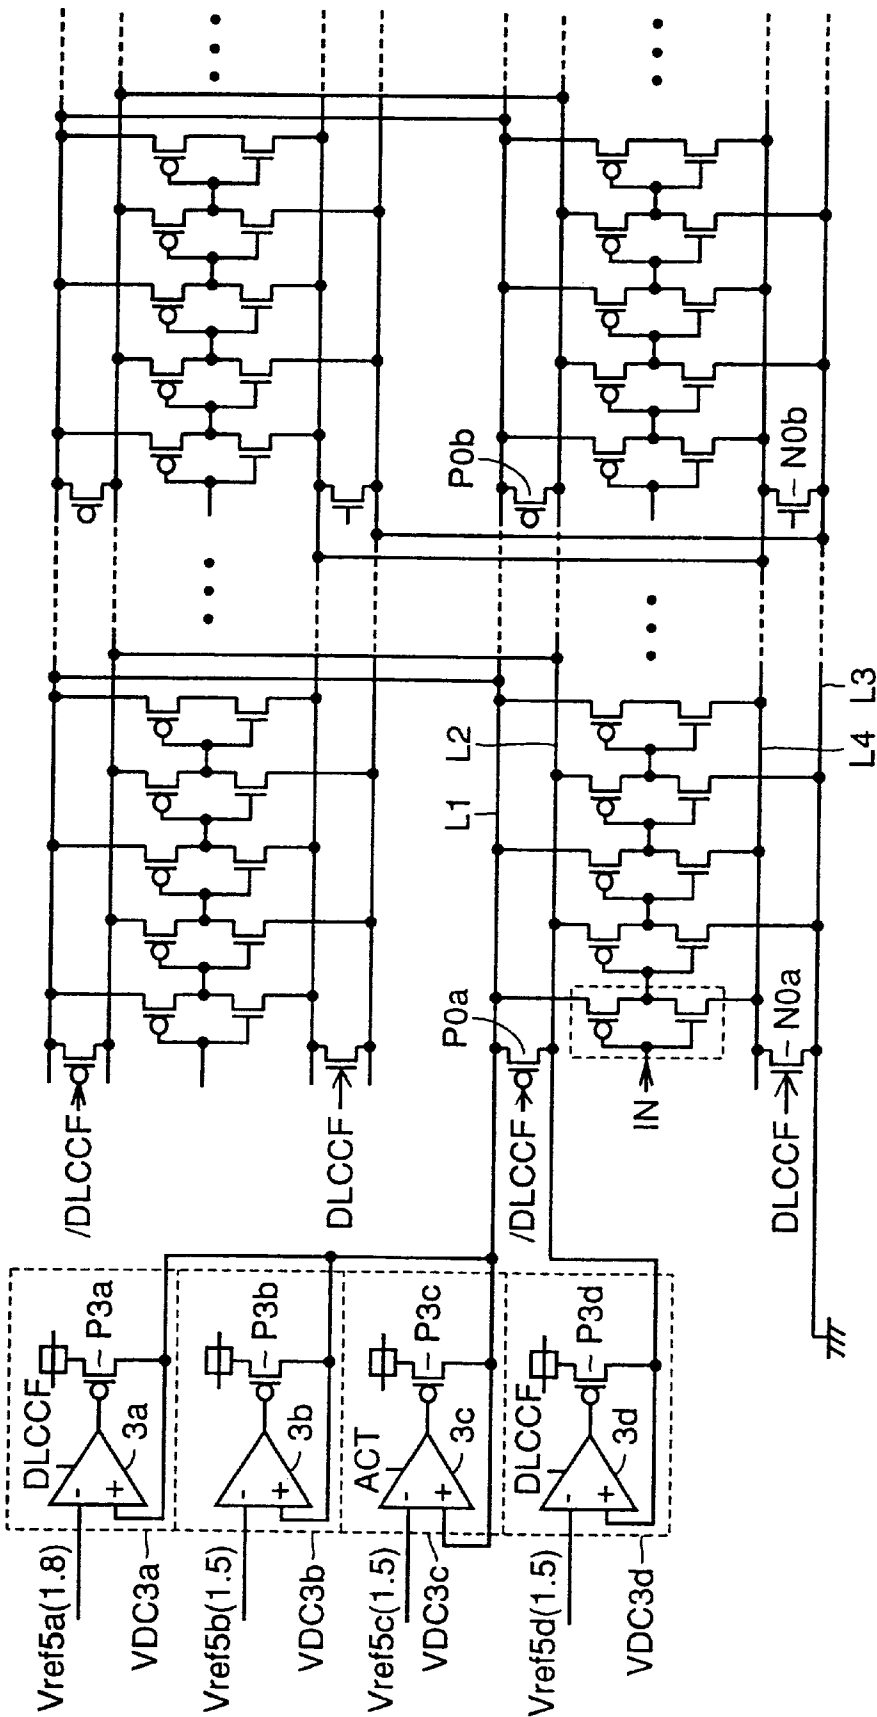 Vref5a(1.8)
VDC3a
DLCCF
3a
P3a
Vref5b(1.5)
VDC3b
3b
P3b
Vref5c(1.5)
VDC3c
ACT
3c
P3c
Vref5d(1.5)
VDC3d
DLCCF
3d
P3d
/DLCCF
DLCCF
/DLCCF
P0a
IN
DLCCF
N0a
L1
L2
L4
L3
P0b
N0b
-
+
-
+
-
+
-
+